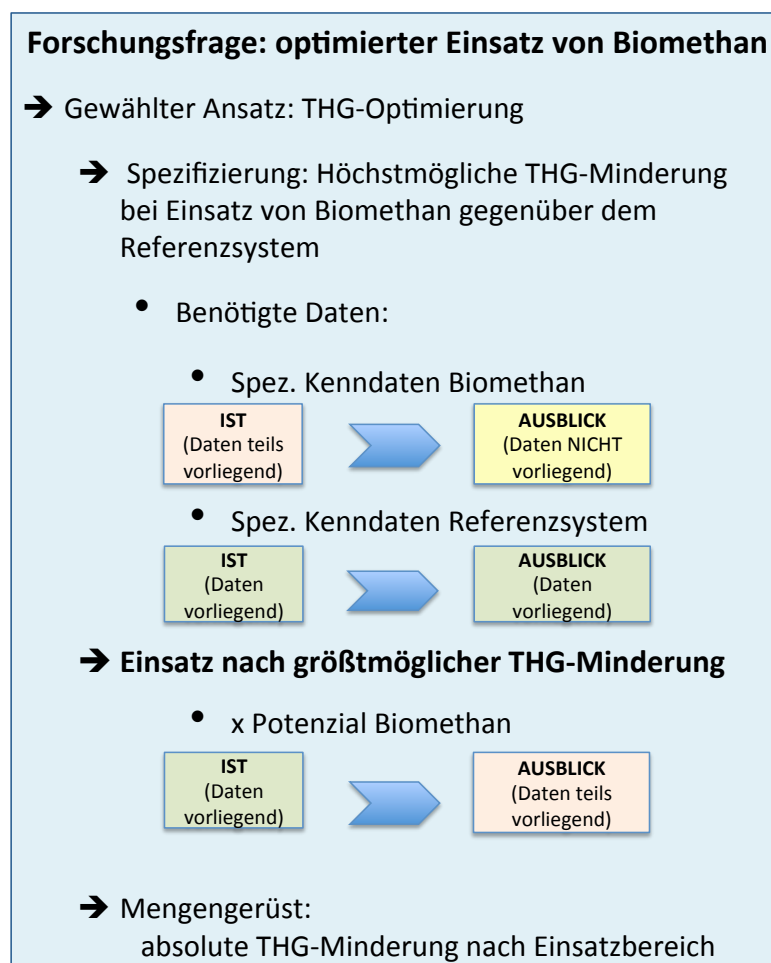 Forschungsfrage: optimierter Einsatz von Biomethan
➔ Gewählter Ansatz: THG-Optimierung
➔ Spezifizierung: Höchstmögliche THG-Minderung
bei Einsatz von Biomethan gegenüber dem
Referenzsystem
• Benötigte Daten:
• Spez. Kenndaten Biomethan
IST
(Daten teils
vorliegend)
AUSBLICK
(Daten NICHT
vorliegend)
• Spez. Kenndaten Referenzsystem
IST
(Daten
vorliegend)
AUSBLICK
(Daten
vorliegend)
➔ Einsatz nach größtmöglicher THG-Minderung
• x Potenzial Biomethan
IST
(Daten
vorliegend)
AUSBLICK
(Daten teils
vorliegend)
➔ Mengengerüst:
absolute THG-Minderung nach Einsatzbereich